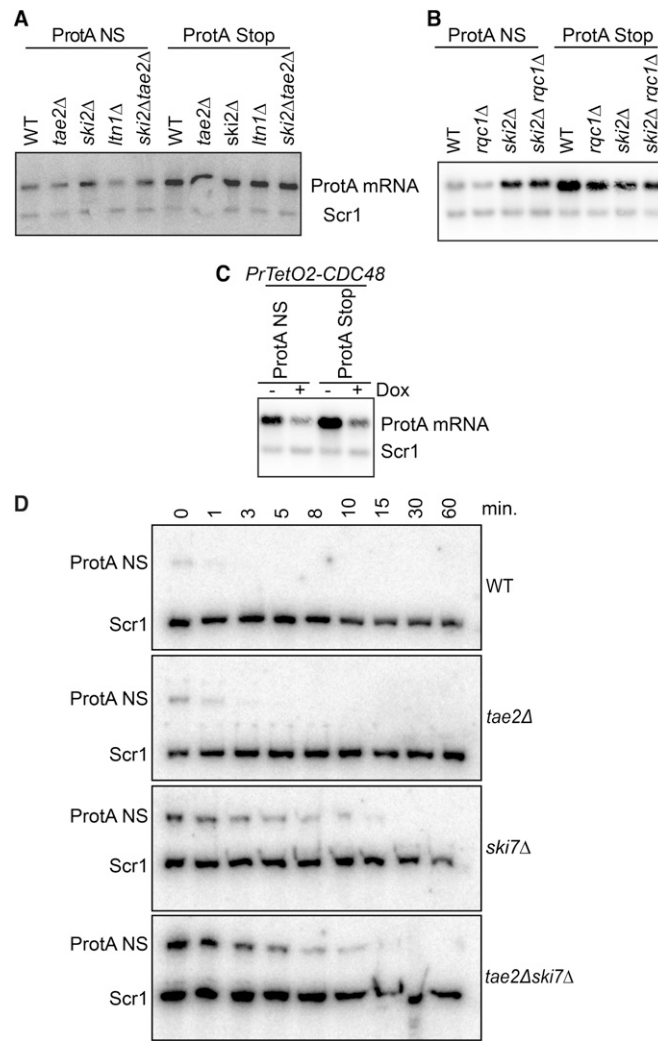 A
ProtA NS ProtA Stop
WT tae2Δ ski2Δ ltn1Δ ski2Δtae2Δ WT tae2Δ ski2Δ ltn1Δ ski2Δtae2Δ
ProtA mRNA
Scr1
B
ProtA NS ProtA Stop
WT rqc1Δ ski2Δ ski2Δ rqc1Δ WT rqc1Δ ski2Δ ski2Δ rqc1Δ
C
PrTetO2-CDC48
ProtA NS ProtA Stop
- + - + Dox
ProtA mRNA
Scr1
D
0 1 3 5 8 10 15 30 60 min.
ProtA NS
WT
Scr1
ProtA NS
tae2Δ
Scr1
ProtA NS
ski7Δ
Scr1
ProtA NS
tae2Δski7Δ
Scr1